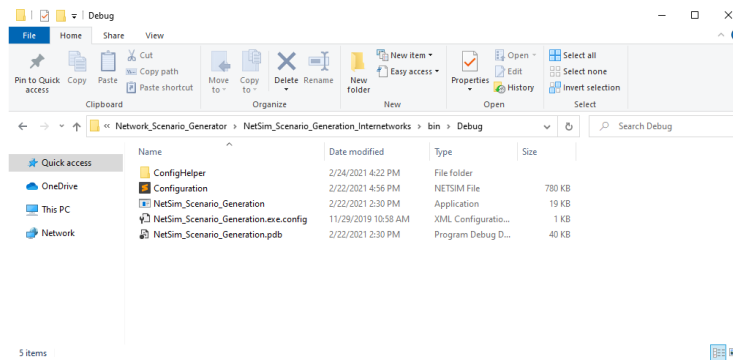 Debug
File Home Share View
Pin to Quick access
Copy
Paste
Cut
Copy path
Paste shortcut
Clipboard
Move to
Copy to
Delete
Rename
Organize
New folder
New item
Easy access
New
Properties
Open
Edit
History
Open
Select all
Select none
Invert selection
Select
« Network_Scenario_Generator > NetSim_Scenario_Generation_Internetworks > bin > Debug
Search Debug
Quick access
OneDrive
This PC
Network
Name Date modified Type Size
ConfigHelper 2/24/2021 4:22 PM File folder
Configuration 2/22/2021 4:56 PM NETSIM File 780 KB
NetSim_Scenario_Generation 2/22/2021 2:30 PM Application 19 KB
NetSim_Scenario_Generation.exe.config 11/29/2019 10:58 AM XML Configuratio... 1 KB
NetSim_Scenario_Generation.pdb 2/22/2021 2:30 PM Program Debug D... 40 KB
5 items